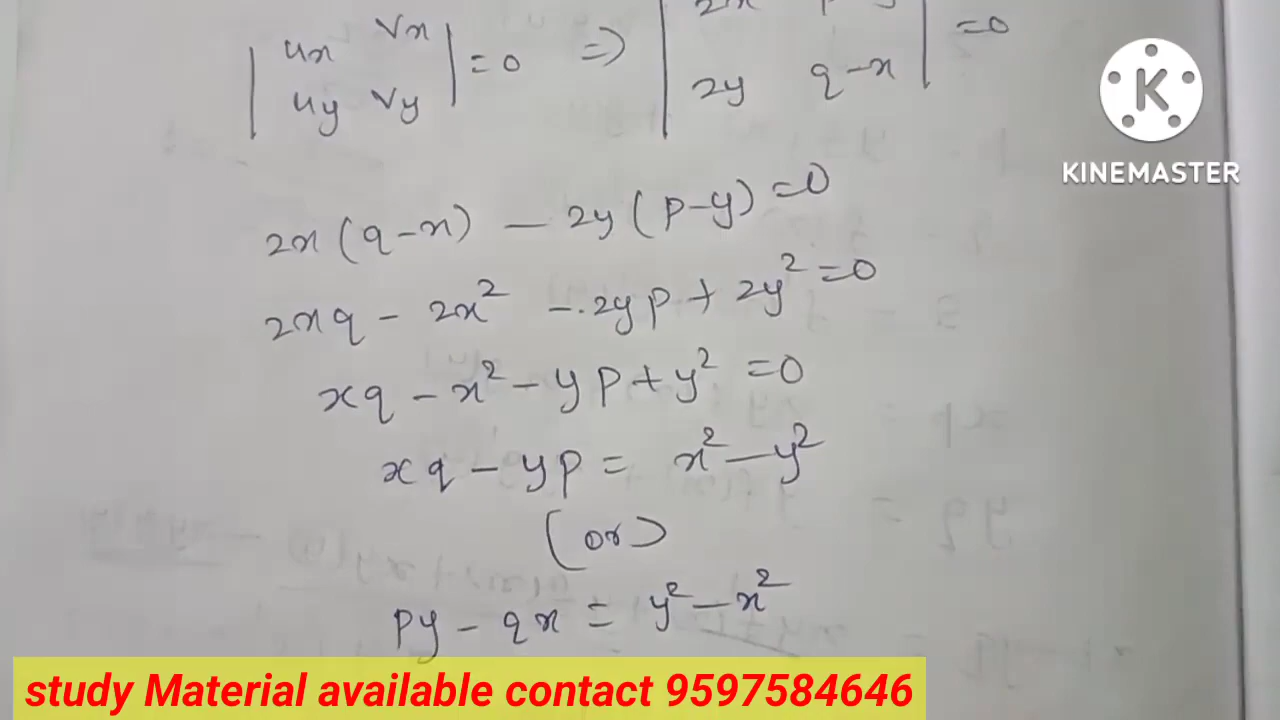 | ux vx | = 0 ⇒ | 2x p-y | = 0
| uy vy | | 2y q-x |
K
KINEMASTER
2x(q-x) - 2y(p-y) = 0
2xq - 2x² - 2yp + 2y² = 0
xq - x² - yp + y² = 0
xq - yp = x² - y²
(or)
py - qx = y² - x²
study Material available contact 9597584646